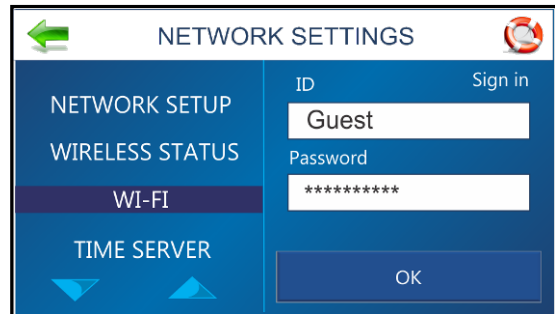 NETWORK SETTINGS
NETWORK SETUP
WIRELESS STATUS
WI-FI
TIME SERVER
ID
Sign in
Guest
Password
**********
OK